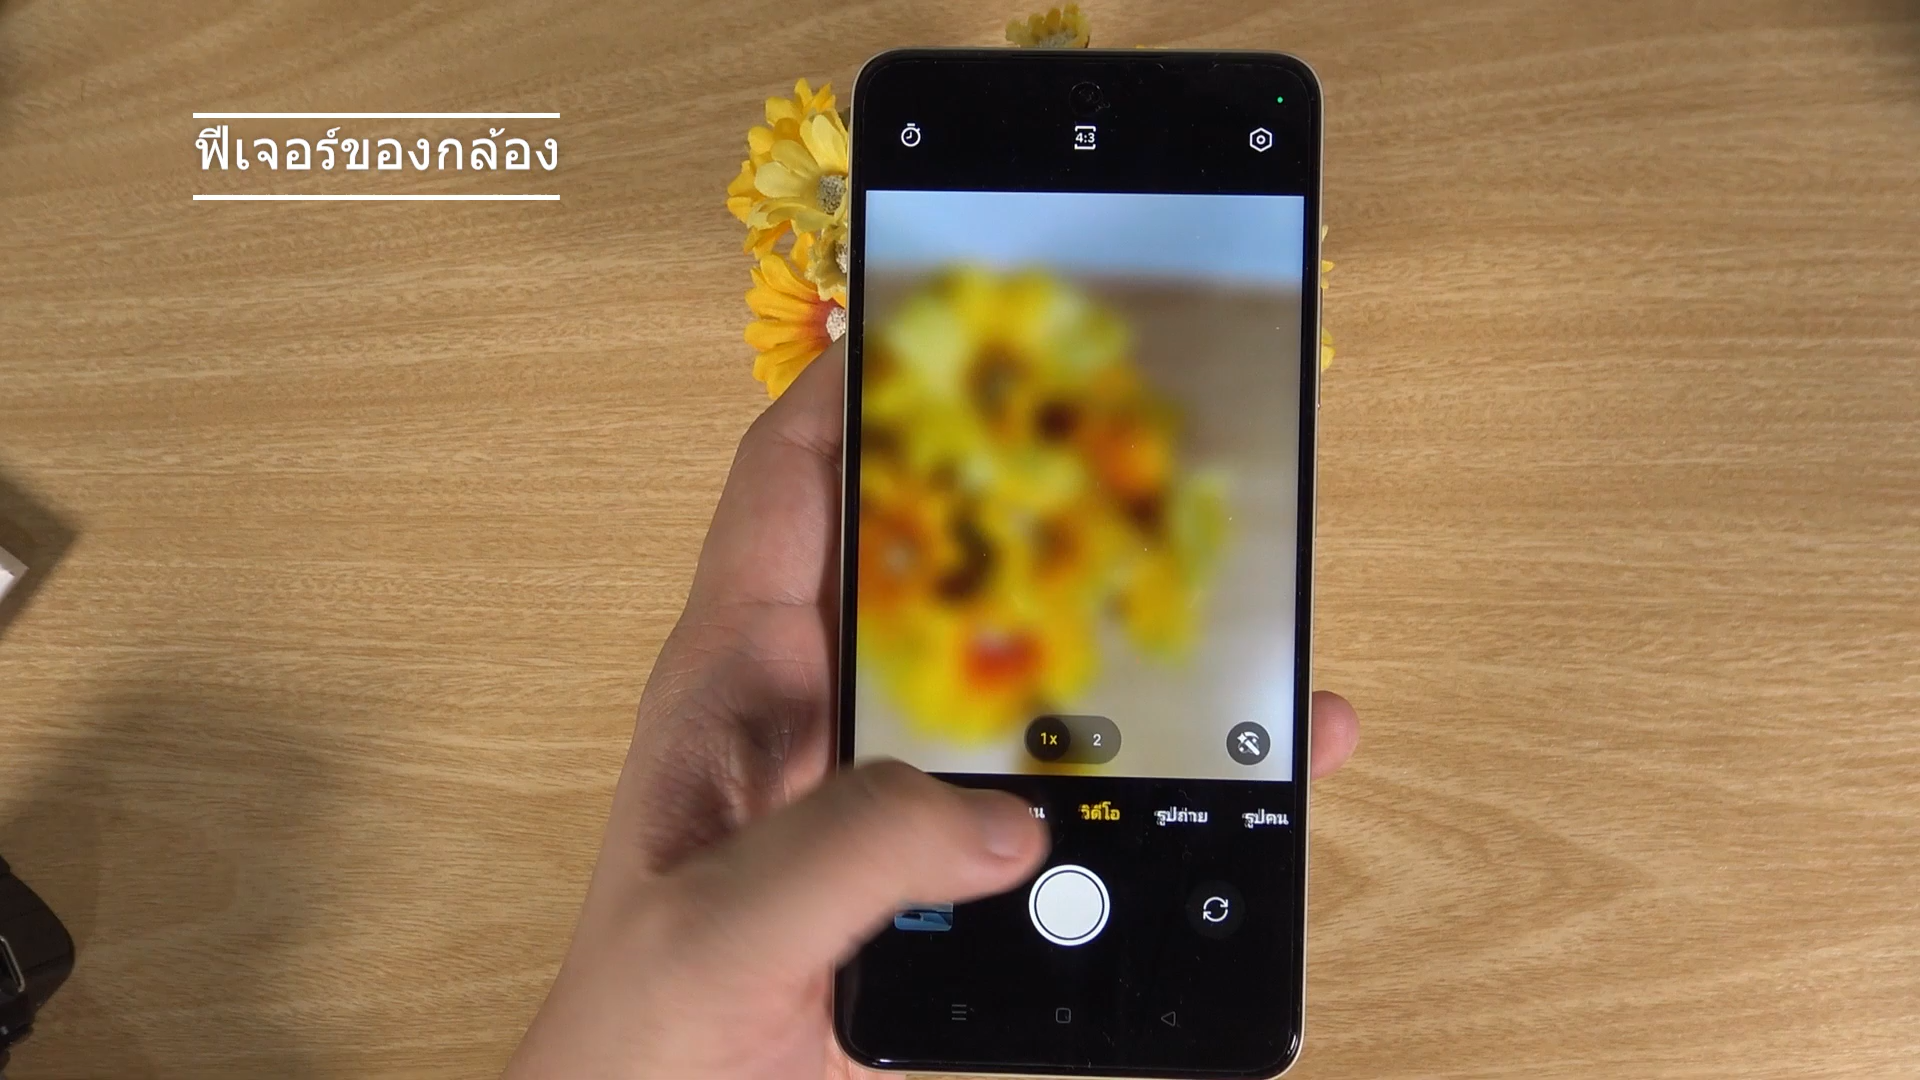 ฟีเจอร์ของกล้อง
4:3
1x 2
วิดีโอ รูปถ่าย รูปคน